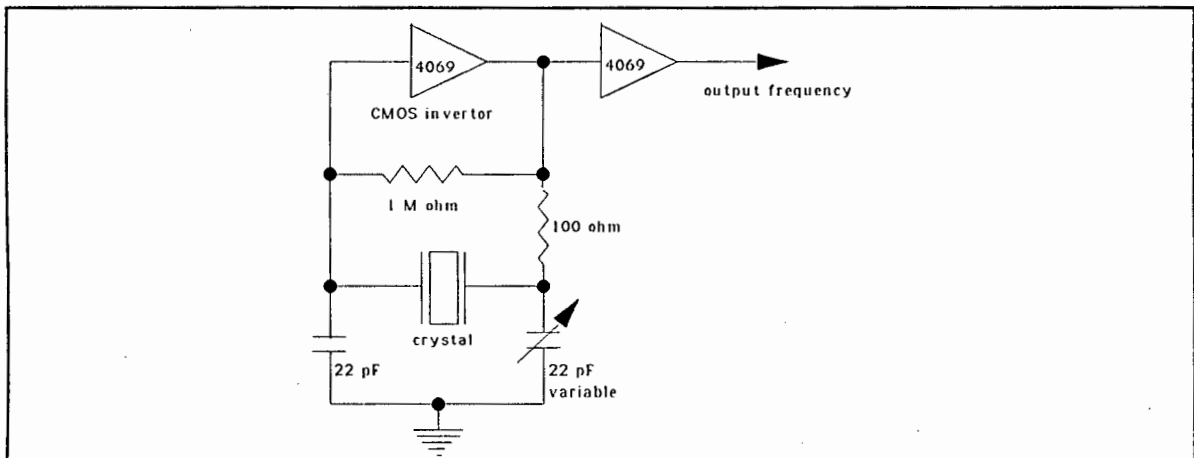 4069
4069
output frequency
CMOS invertor
1 M ohm
100 ohm
crystal
22 pF
22 pF
variable